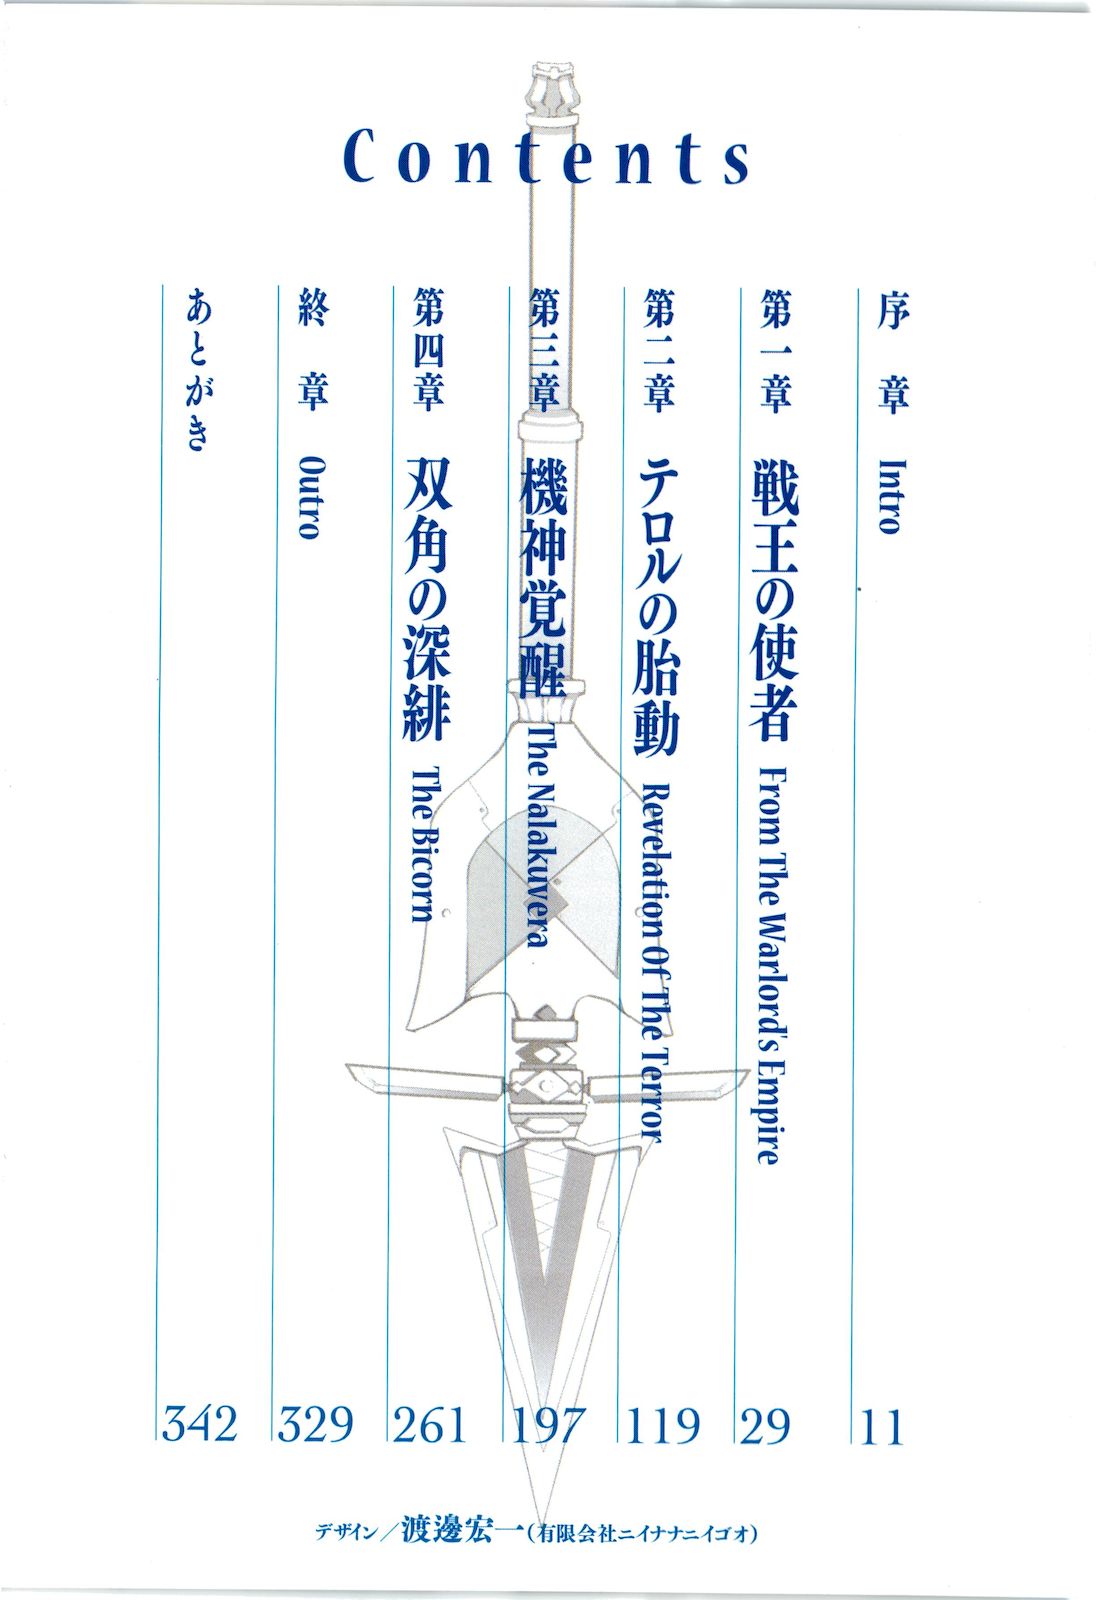 Contents
序章 Intro 11
第一章 戦王の使者 From The Warlord's Empire 29
第二章 テロルの胎動 Revelation Of The Terror 119
第三章 機神覚醒 The Nalakuvera 197
第四章 双角の深緋 The Bicorn 261
終章 Outro 329
あとがき 342
デザイン／渡邊宏一（有限会社ニイナナニイゴオ）